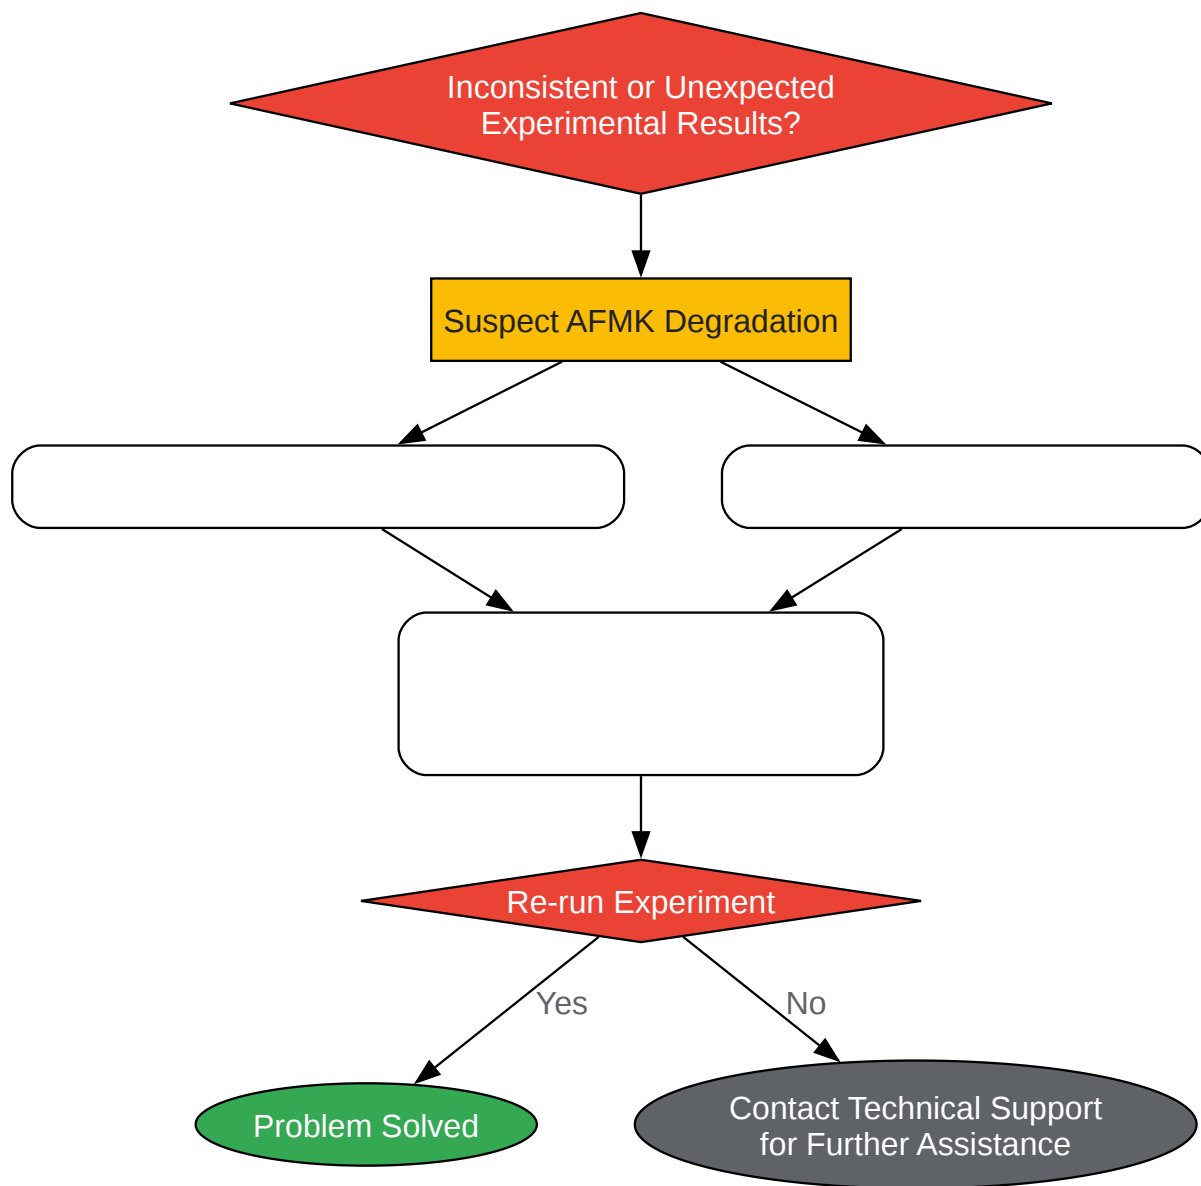 Inconsistent or Unexpected
Experimental Results?
Suspect AFMK Degradation
Re-run Experiment
Yes
No
Problem Solved
Contact Technical Support
for Further Assistance